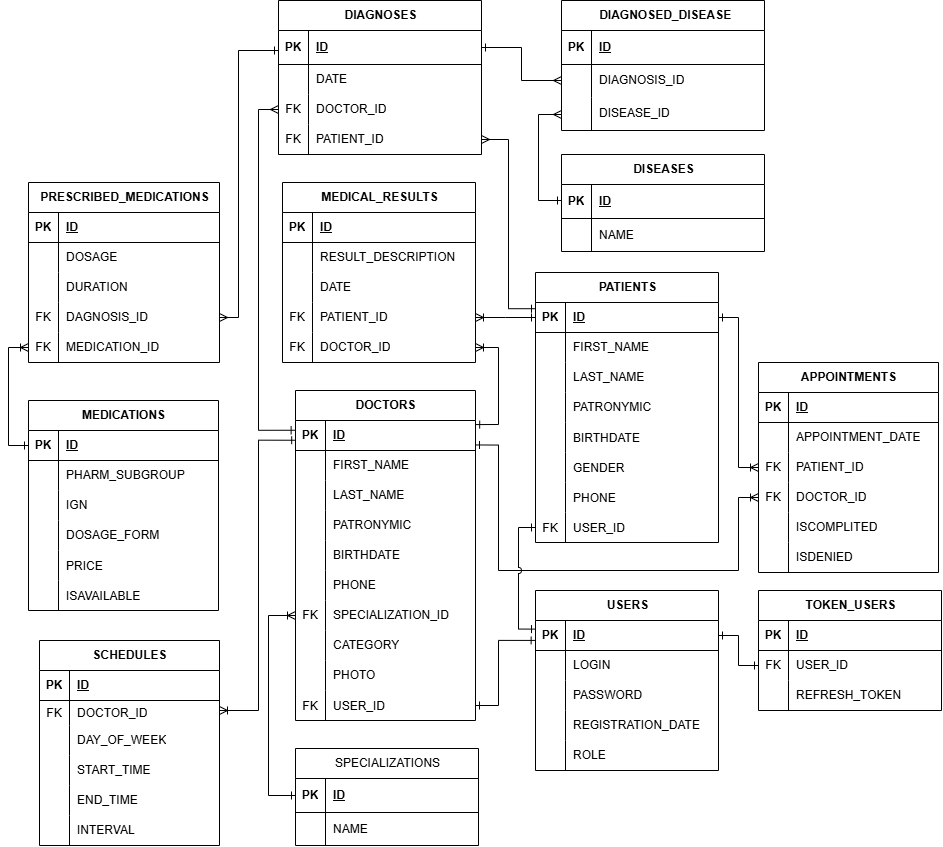 DIAGNOSES
PK ID
DATE
FK DOCTOR_ID
FK PATIENT_ID
DIAGNOSED_DISEASE
PK ID
DIAGNOSIS_ID
DISEASE_ID
DISEASES
PK ID
NAME
PRESCRIBED_MEDICATIONS
PK ID
DOSAGE
DURATION
FK DAGNOSIS_ID
FK MEDICATION_ID
MEDICAL_RESULTS
PK ID
RESULT_DESCRIPTION
DATE
FK PATIENT_ID
FK DOCTOR_ID
PATIENTS
PK ID
FIRST_NAME
LAST_NAME
PATRONYMIC
BIRTHDATE
GENDER
PHONE
FK USER_ID
APPOINTMENTS
PK ID
APPOINTMENT_DATE
FK PATIENT_ID
FK DOCTOR_ID
ISCOMPLITED
ISDENIED
MEDICATIONS
PK ID
PHARM_SUBGROUP
IGN
DOSAGE_FORM
PRICE
ISAVAILABLE
DOCTORS
PK ID
FIRST_NAME
LAST_NAME
PATRONYMIC
BIRTHDATE
PHONE
FK SPECIALIZATION_ID
CATEGORY
PHOTO
FK USER_ID
USERS
PK ID
LOGIN
PASSWORD
REGISTRATION_DATE
ROLE
TOKEN_USERS
PK ID
FK USER_ID
REFRESH_TOKEN
SCHEDULES
PK ID
FK DOCTOR_ID
DAY_OF_WEEK
START_TIME
END_TIME
INTERVAL
SPECIALIZATIONS
PK ID
NAME